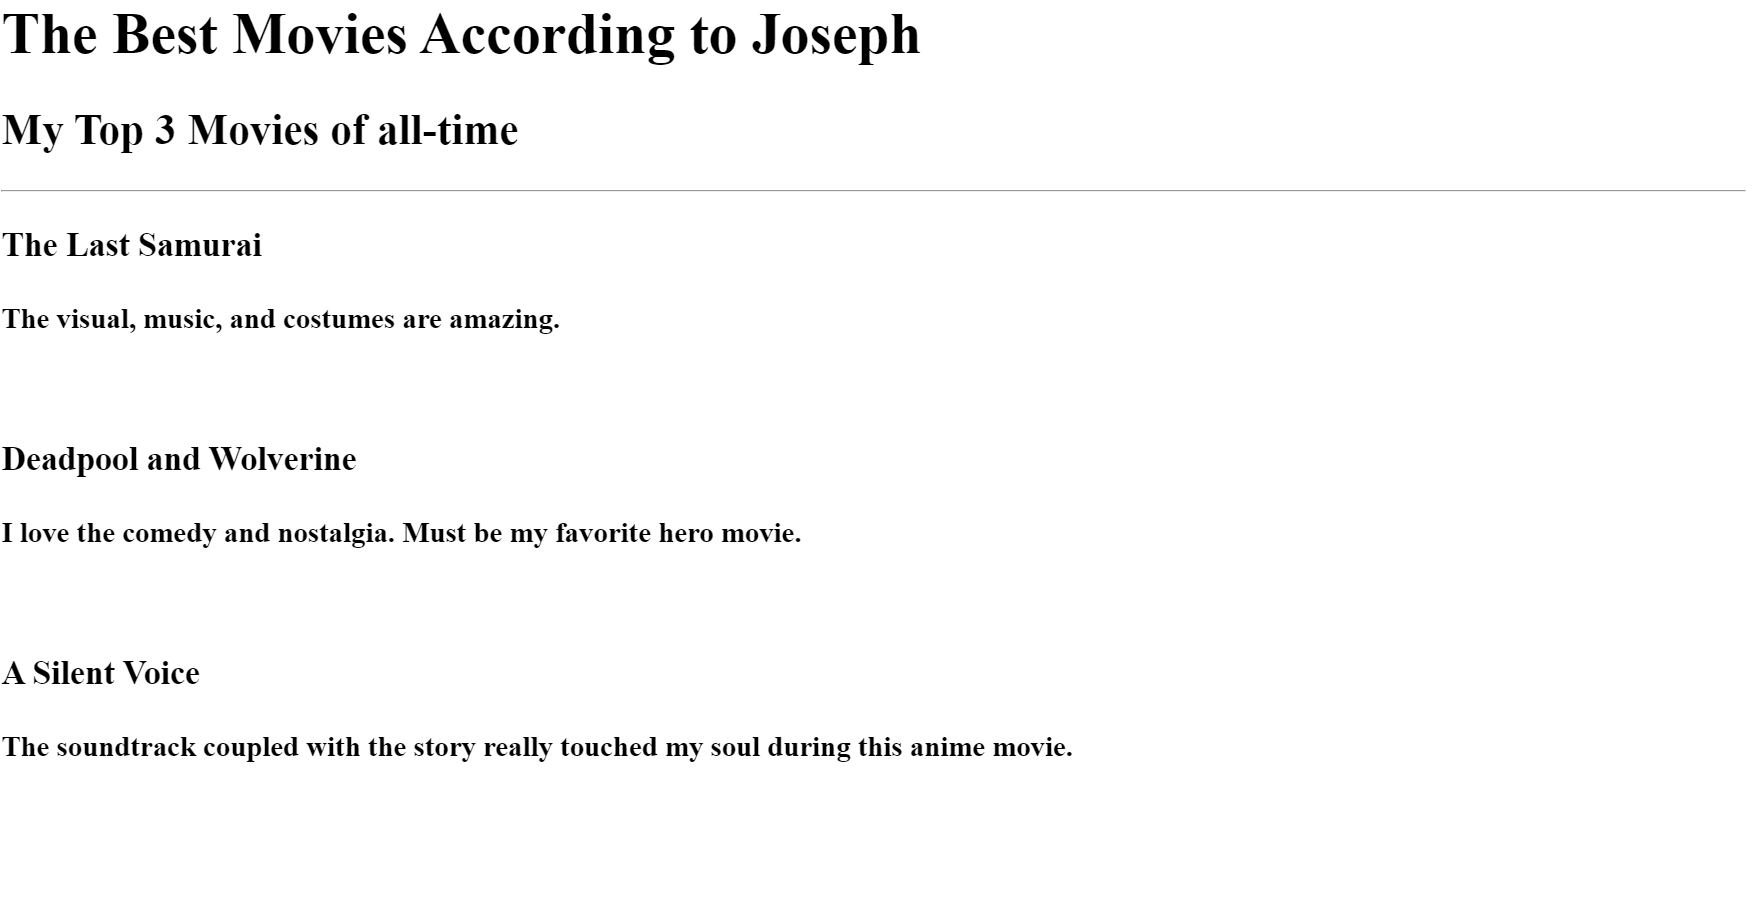 The Best Movies According to Joseph
My Top 3 Movies of all-time
The Last Samurai
The visual, music, and costumes are amazing.
Deadpool and Wolverine
I love the comedy and nostalgia. Must be my favorite hero movie.
A Silent Voice
The soundtrack coupled with the story really touched my soul during this anime movie.